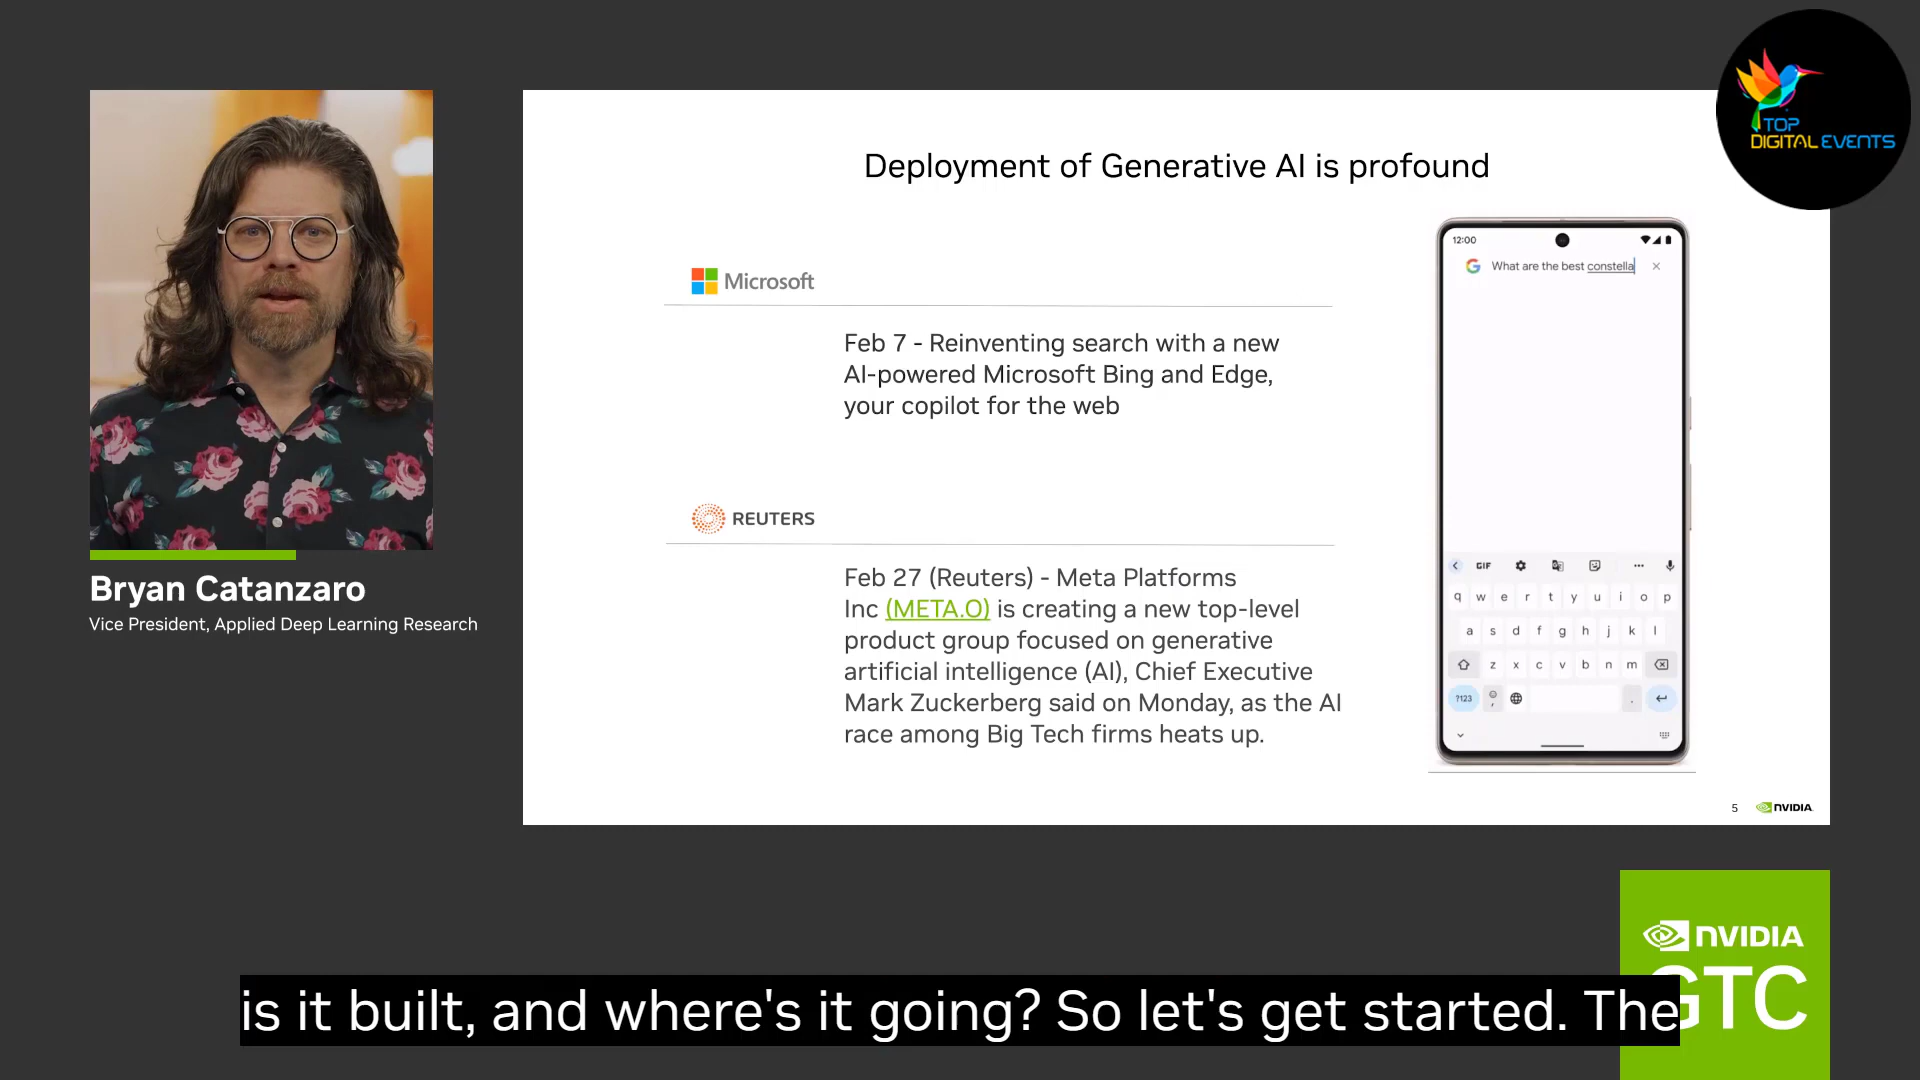 TOP
DIGITAL EVENTS
Deployment of Generative AI is profound
Microsoft
Feb 7 - Reinventing search with a new
AI-powered Microsoft Bing and Edge,
your copilot for the web
REUTERS
Feb 27 (Reuters) - Meta Platforms
Inc (META.O) is creating a new top-level
product group focused on generative
artificial intelligence (AI), Chief Executive
Mark Zuckerberg said on Monday, as the AI
race among Big Tech firms heats up.
12:00
G What are the best constella
GIF
q w e r t y u i o p
a s d f g h j k l
z x c v b n m
?123 , .
5 NVIDIA
Bryan Catanzaro
Vice President, Applied Deep Learning Research
NVIDIA
GTC
is it built, and where's it going? So let's get started. The